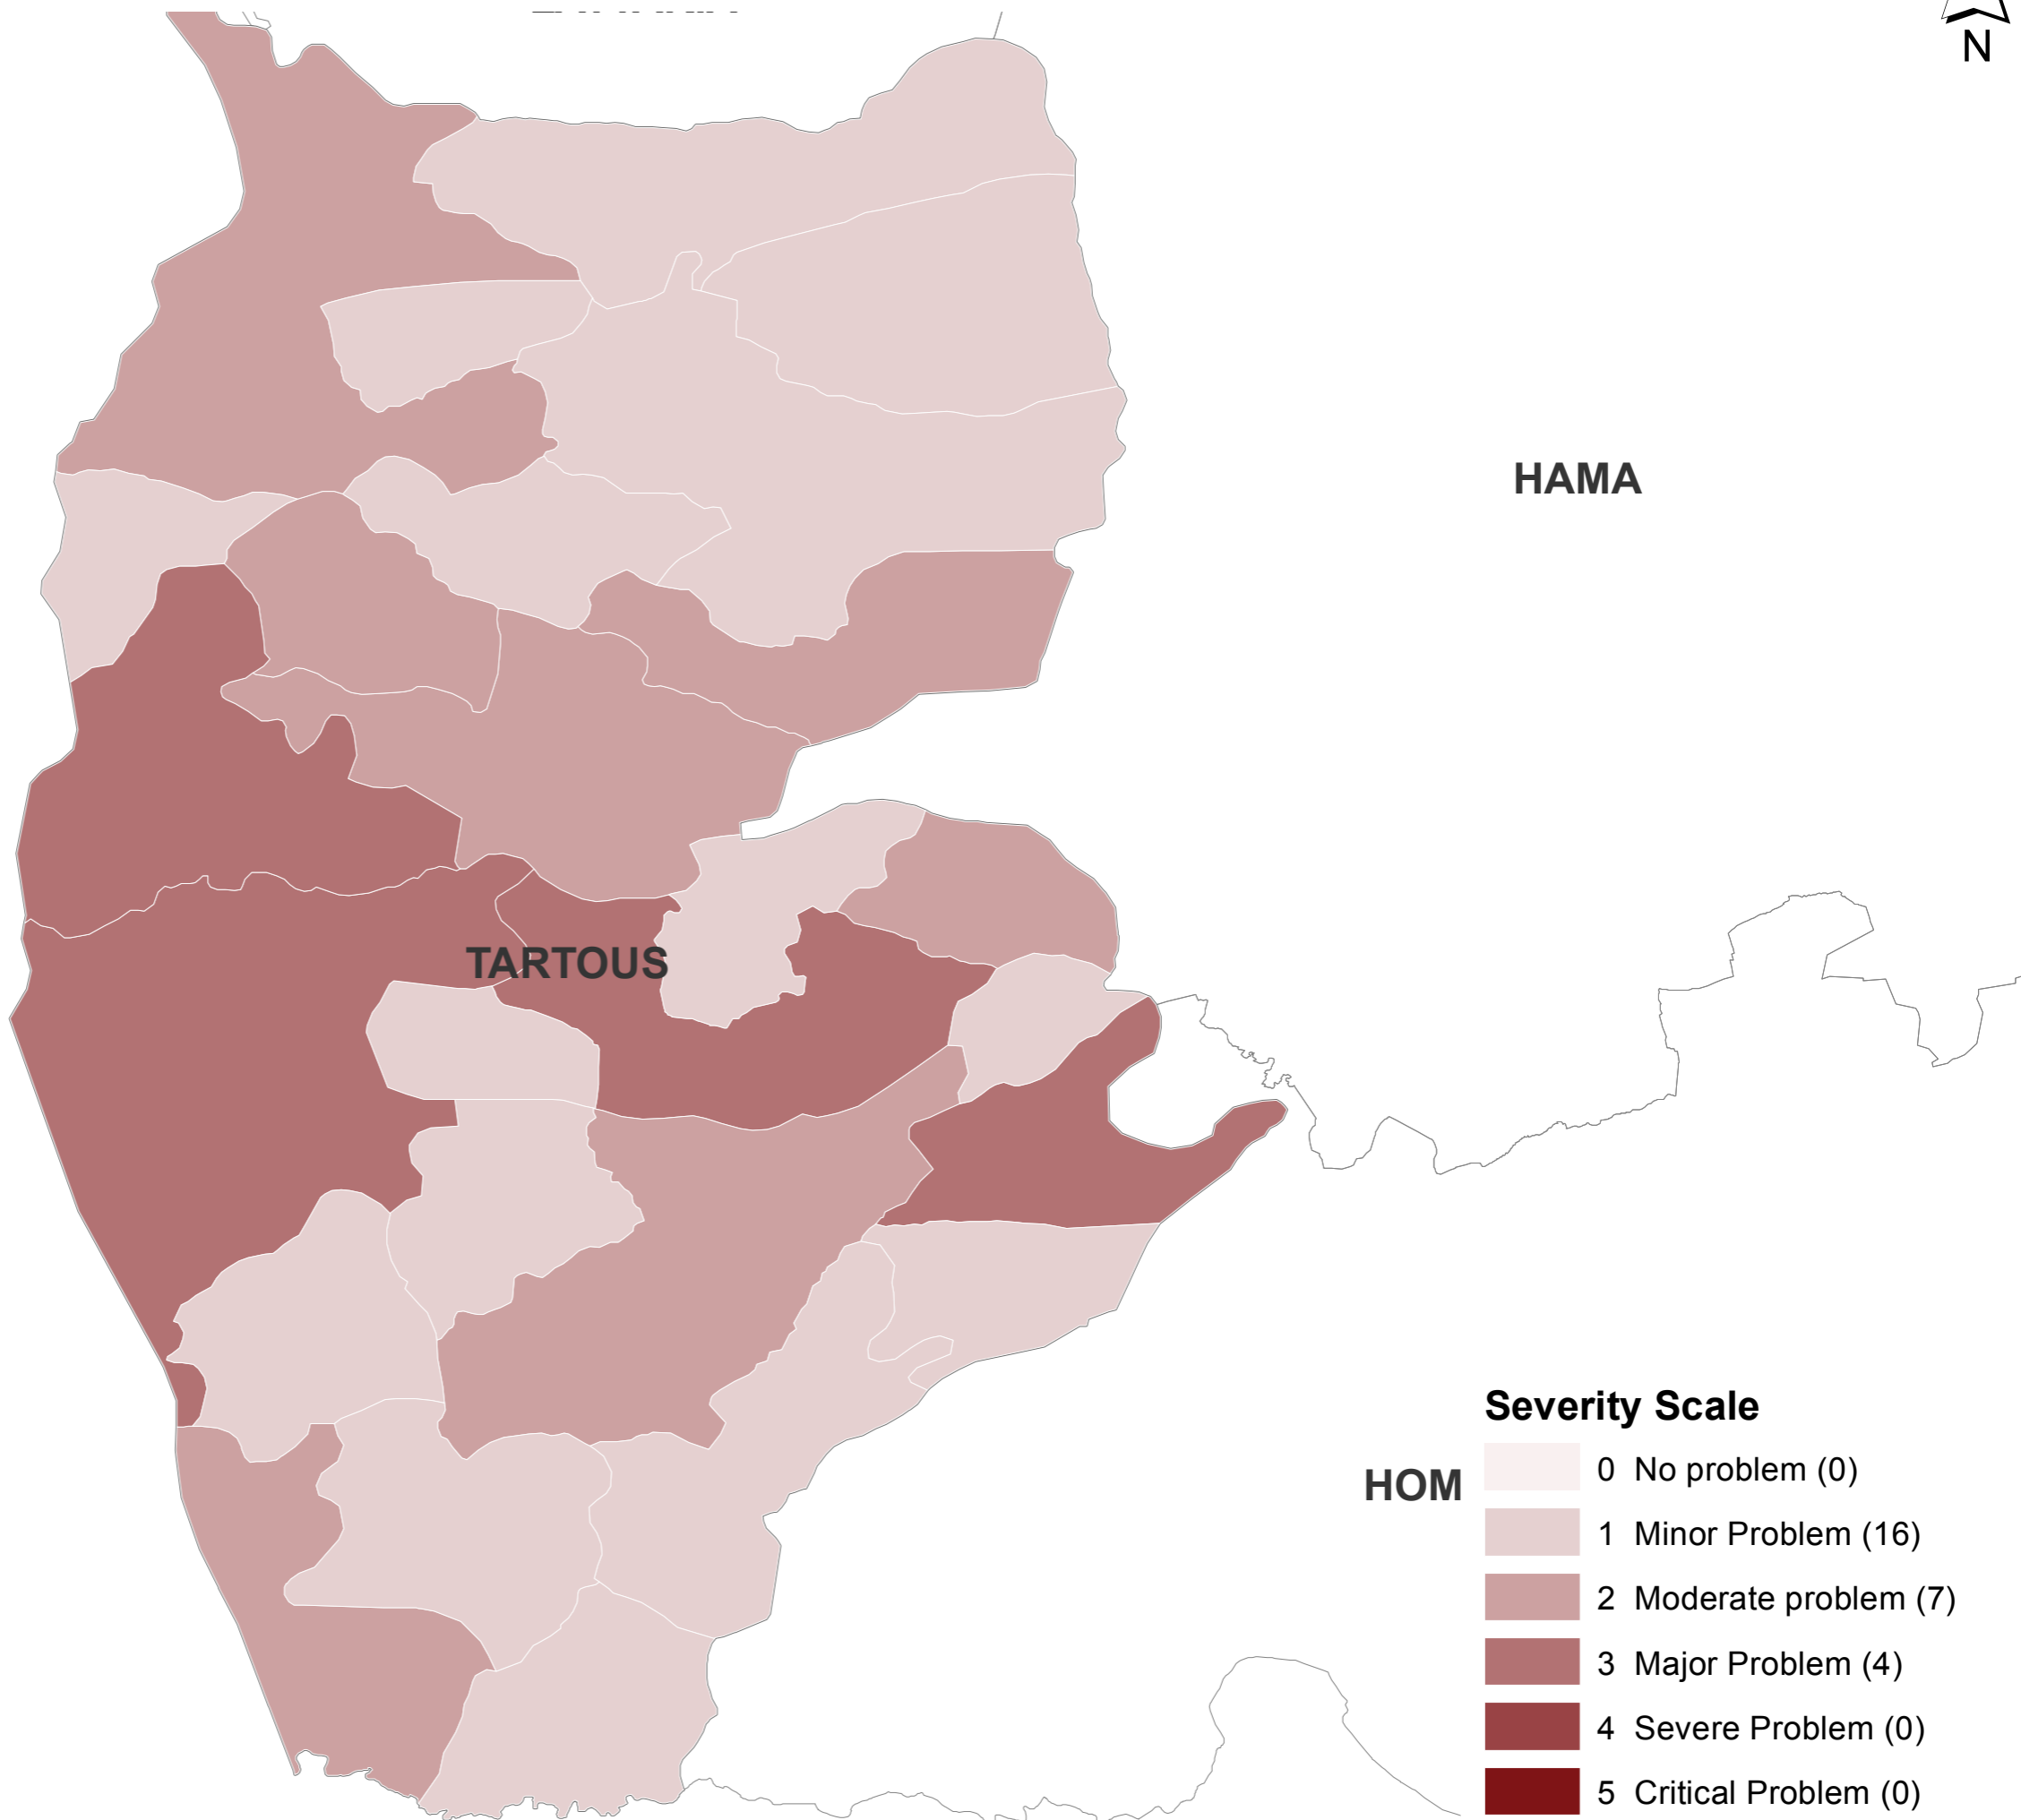 N
HAMA
TARTOUS
HOM
Severity Scale
0 No problem (0)
1 Minor Problem (16)
2 Moderate problem (7)
3 Major Problem (4)
4 Severe Problem (0)
5 Critical Problem (0)